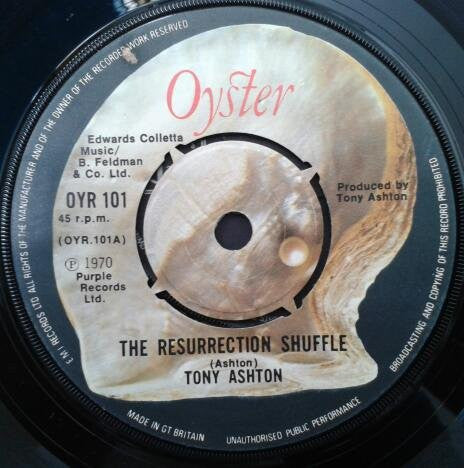 Oyster
Edwards Colletta
Music/
B. Feldman
& Co. Ltd.
OYR 101
45 r.p.m.
(OYR.101A)
℗ 1970
Purple
Records
Ltd.
Produced by
Tony Ashton
THE RESURRECTION SHUFFLE
(Ashton)
TONY ASHTON
E M I RECORDS LTD ALL RIGHTS OF THE MANUFACTURER AND OF THE OWNER OF THE RECORDED WORK RESERVED
MADE IN GT BRITAIN
UNAUTHORISED PUBLIC PERFORMANCE
BROADCASTING AND COPYING OF THIS RECORD PROHIBITED